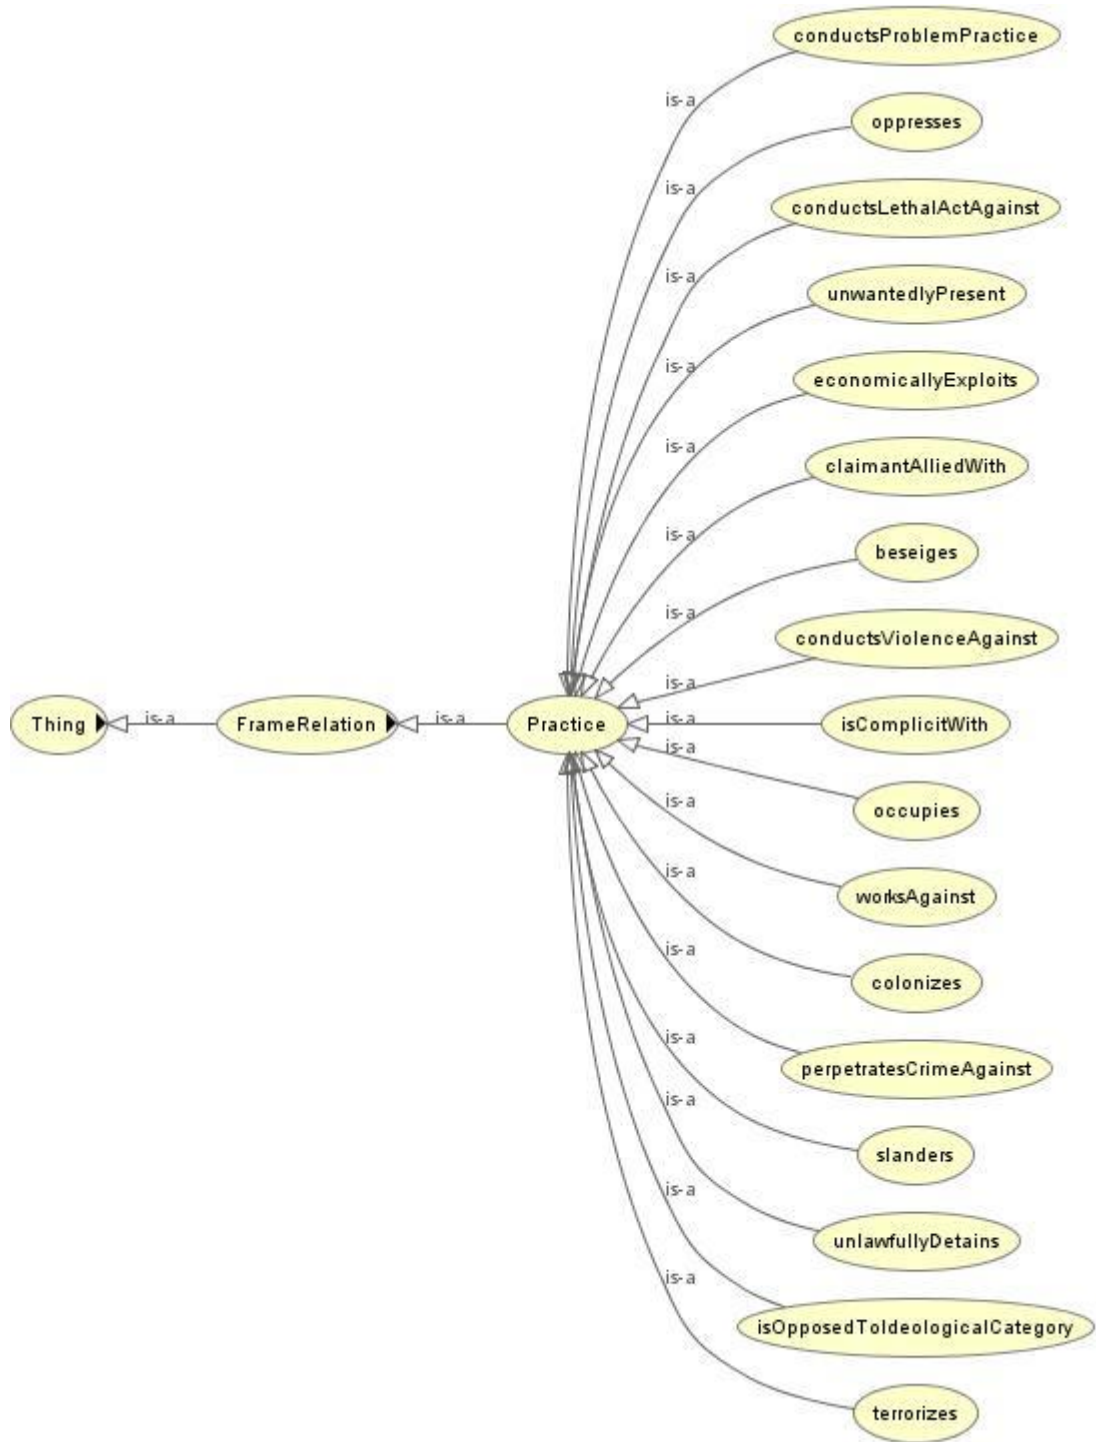 conductsProblemPractice
is-a
oppresses
is-a
conductsLethalActAgainst
is-a
unwantedlyPresent
is-a
economicallyExploits
is-a
claimantAlliedWith
is-a
beseiges
is-a
conductsViolenceAgainst
is-a
Thing is-a FrameRelation is-a Practice is-a isComplicitWith
is-a
occupies
is-a
worksAgainst
is-a
colonizes
is-a
perpetratesCrimeAgainst
is-a
slanders
is-a
unlawfullyDetains
is-a
isOpposedToIdeologicalCategory
is-a
terrorizes